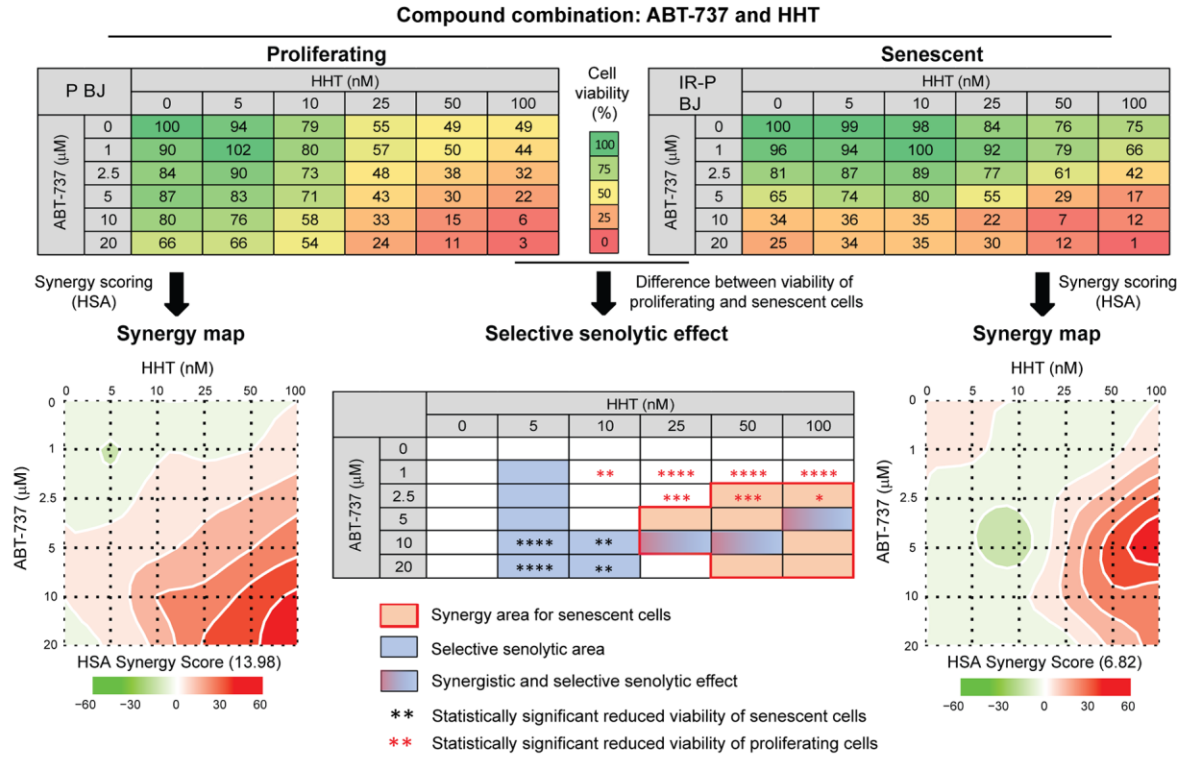 Compound combination: ABT-737 and HHT
Proliferating
P BJ
HHT (nM)
0 5 10 25 50 100
ABT-737 (μM)
0 100 94 79 55 49 49
1 90 102 80 57 50 44
2.5 84 90 73 48 38 32
5 87 83 71 43 30 22
10 80 76 58 33 15 6
20 66 66 54 24 11 3
Cell
viability
(%)
100
75
50
25
0
Senescent
IR-P
BJ
HHT (nM)
0 5 10 25 50 100
ABT-737 (μM)
0 100 99 98 84 76 75
1 96 94 100 92 79 66
2.5 81 87 89 77 61 42
5 65 74 80 55 29 17
10 34 36 35 22 7 12
20 25 34 35 30 12 1
Synergy scoring
(HSA)
Difference between viability of
proliferating and senescent cells
Synergy scoring
(HSA)
Synergy map
HHT (nM)
0 5 10 25 50 100
ABT-737 (μM)
0
1
2.5
5
10
20
HSA Synergy Score (13.98)
−60 −30 0 30 60
Selective senolytic effect
HHT (nM)
0 5 10 25 50 100
ABT-737 (μM)
0
1 ** **** **** ****
2.5 *** *** *
5
10 **** **
20 **** **
Synergy area for senescent cells
Selective senolytic area
Synergistic and selective senolytic effect
** Statistically significant reduced viability of senescent cells
** Statistically significant reduced viability of proliferating cells
Synergy map
HHT (nM)
0 5 10 25 50 100
ABT-737 (μM)
0
1
2.5
5
10
20
HSA Synergy Score (6.82)
−60 −30 0 30 60